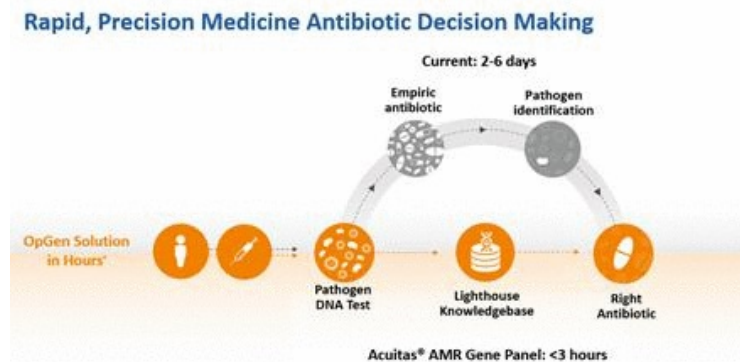 Rapid, Precision Medicine Antibiotic Decision Making
Current: 2-6 days
Empiric
antibiotic
Pathogen
identification
OpGen Solution
in Hours*
Pathogen
DNA Test
Lighthouse
Knowledgebase
Right
Antibiotic
Acuitas® AMR Gene Panel: <3 hours